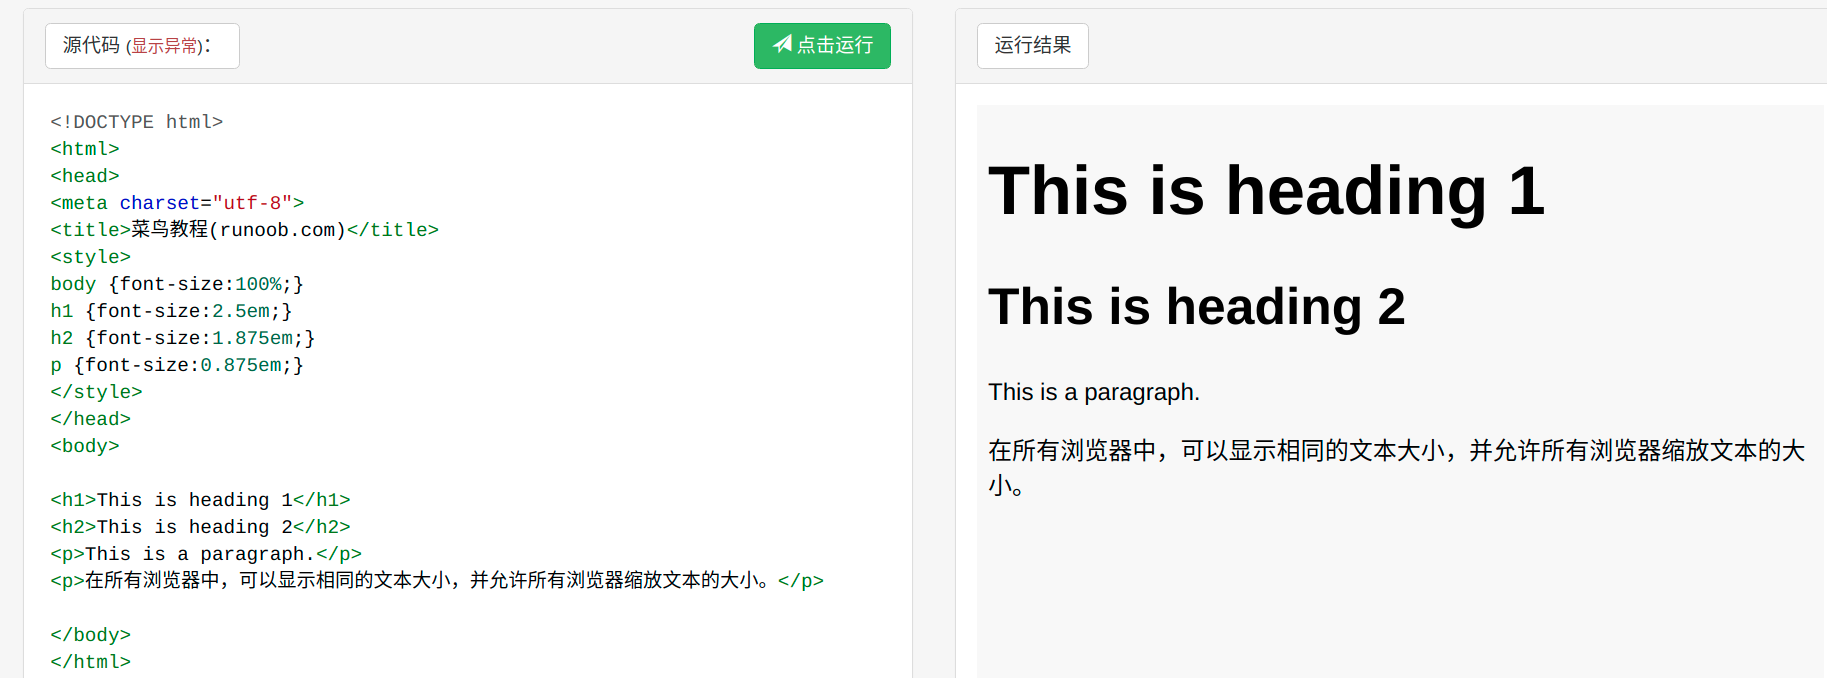 源代码 (显示异常)：
点击运行
<!DOCTYPE html>
<html>
<head>
<meta charset="utf-8">
<title>菜鸟教程(runoob.com)</title>
<style>
body {font-size:100%;}
h1 {font-size:2.5em;}
h2 {font-size:1.875em;}
p {font-size:0.875em;}
</style>
</head>
<body>
<h1>This is heading 1</h1>
<h2>This is heading 2</h2>
<p>This is a paragraph.</p>
<p>在所有浏览器中，可以显示相同的文本大小，并允许所有浏览器缩放文本的大小。</p>
</body>
</html>
运行结果
This is heading 1
This is heading 2
This is a paragraph.
在所有浏览器中，可以显示相同的文本大小，并允许所有浏览器缩放文本的大
小。